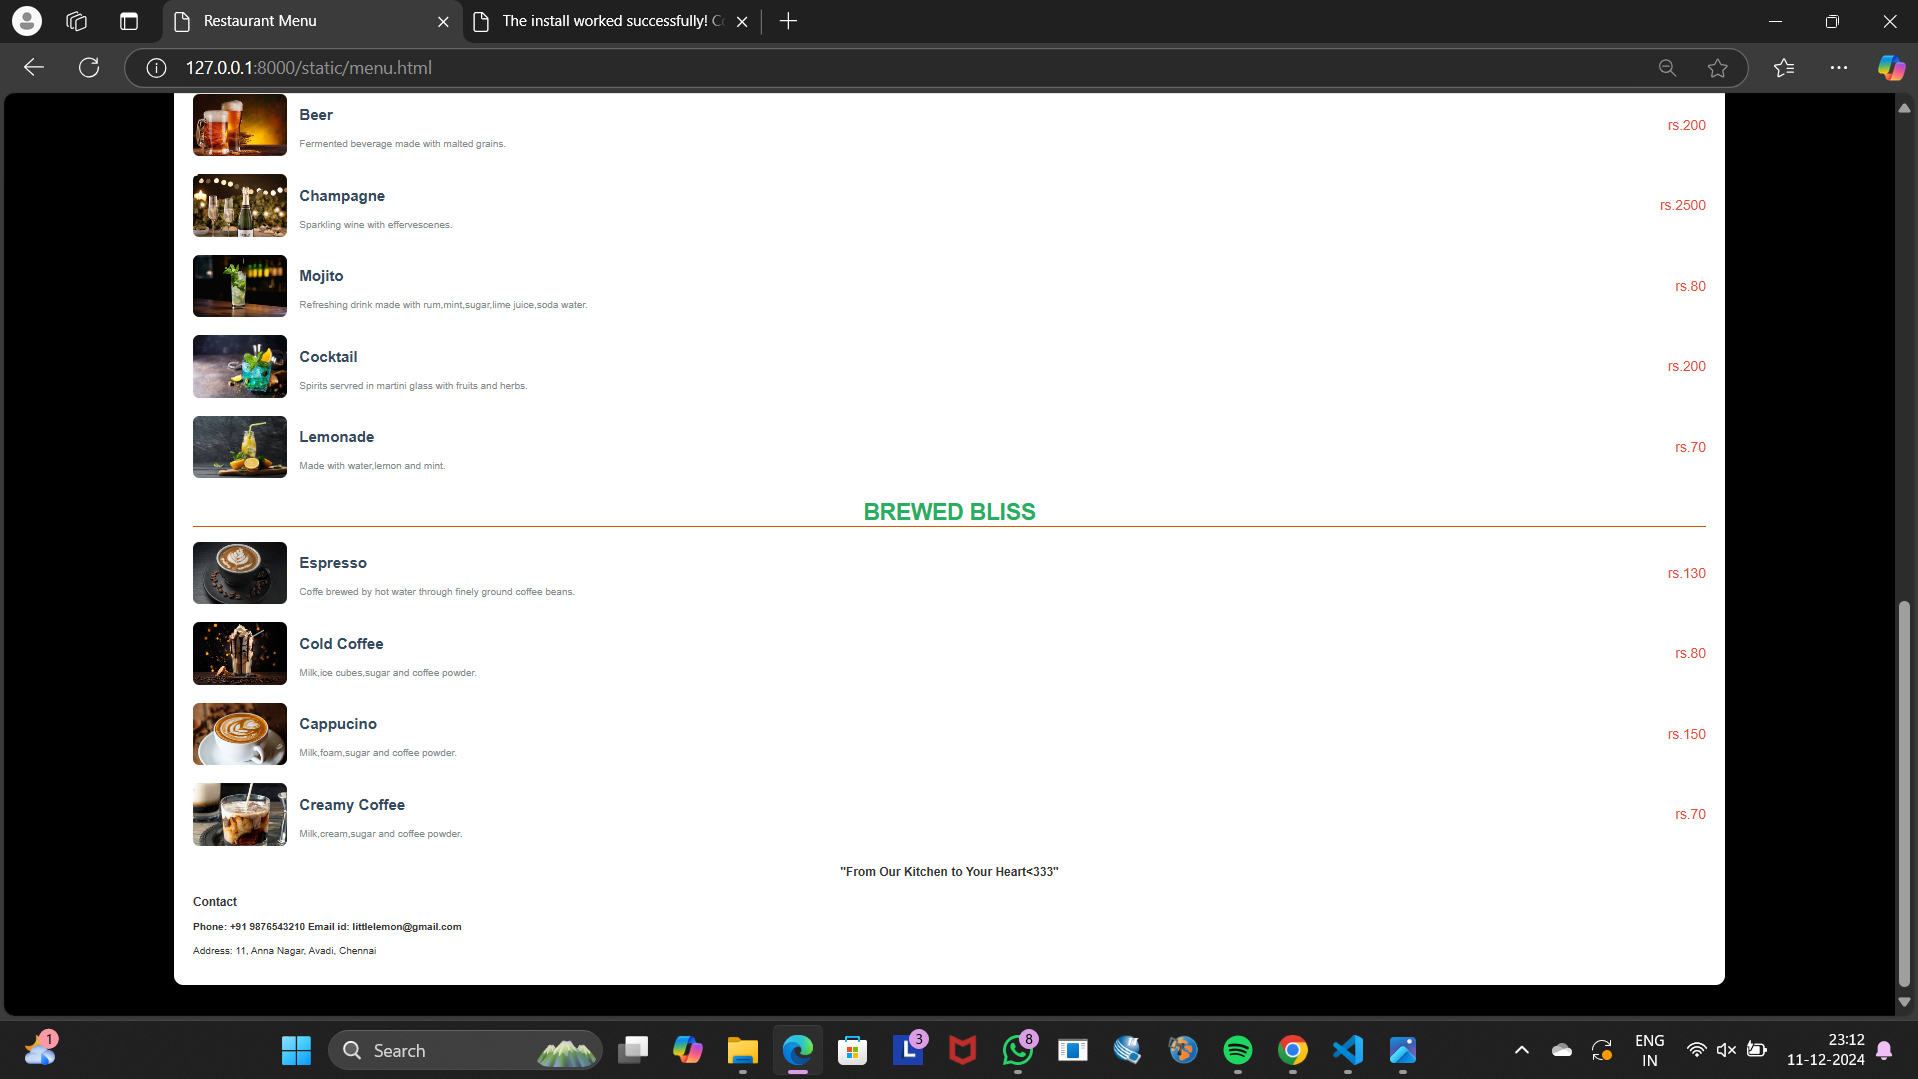 Restaurant Menu
The install worked successfully! Co
127.0.0.1:8000/static/menu.html
Beer
rs.200
Fermented beverage made with malted grains.
Champagne
rs.2500
Sparkling wine with effervescenes.
Mojito
rs.80
Refreshing drink made with rum,mint,sugar,lime juice,soda water.
Cocktail
rs.200
Spirits servred in martini glass with fruits and herbs.
Lemonade
rs.70
Made with water,lemon and mint.
BREWED BLISS
Espresso
rs.130
Coffe brewed by hot water through finely ground coffee beans.
Cold Coffee
rs.80
Milk,ice cubes,sugar and coffee powder.
Cappucino
rs.150
Milk,foam,sugar and coffee powder.
Creamy Coffee
rs.70
Milk,cream,sugar and coffee powder.
"From Our Kitchen to Your Heart<333"
Contact
Phone: +91 9876543210 Email id: littlelemon@gmail.com
Address: 11, Anna Nagar, Avadi, Chennai
1
Search
L 3
8
ENG
IN
23:12
11-12-2024